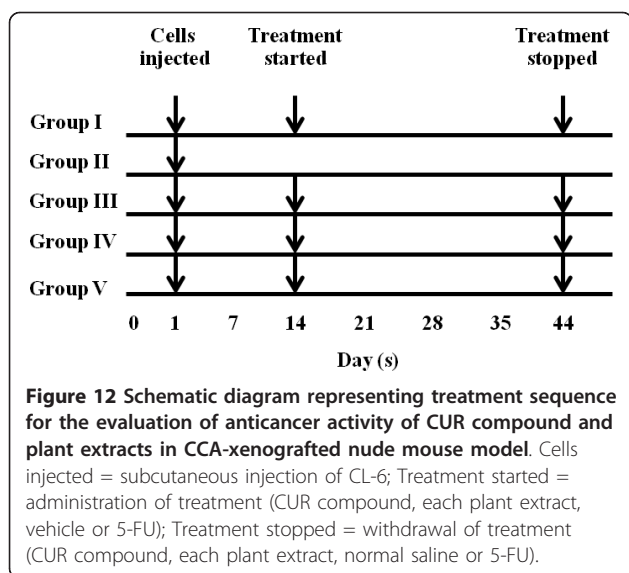 Cells injected
Treatment started
Treatment stopped
Group I
Group II
Group III
Group IV
Group V
0 1 7 14 21 28 35 44
Day (s)
Figure 12 Schematic diagram representing treatment sequence
for the evaluation of anticancer activity of CUR compound and
plant extracts in CCA-xenografted nude mouse model. Cells
injected = subcutaneous injection of CL-6; Treatment started =
administration of treatment (CUR compound, each plant extract,
vehicle or 5-FU); Treatment stopped = withdrawal of treatment
(CUR compound, each plant extract, normal saline or 5-FU).